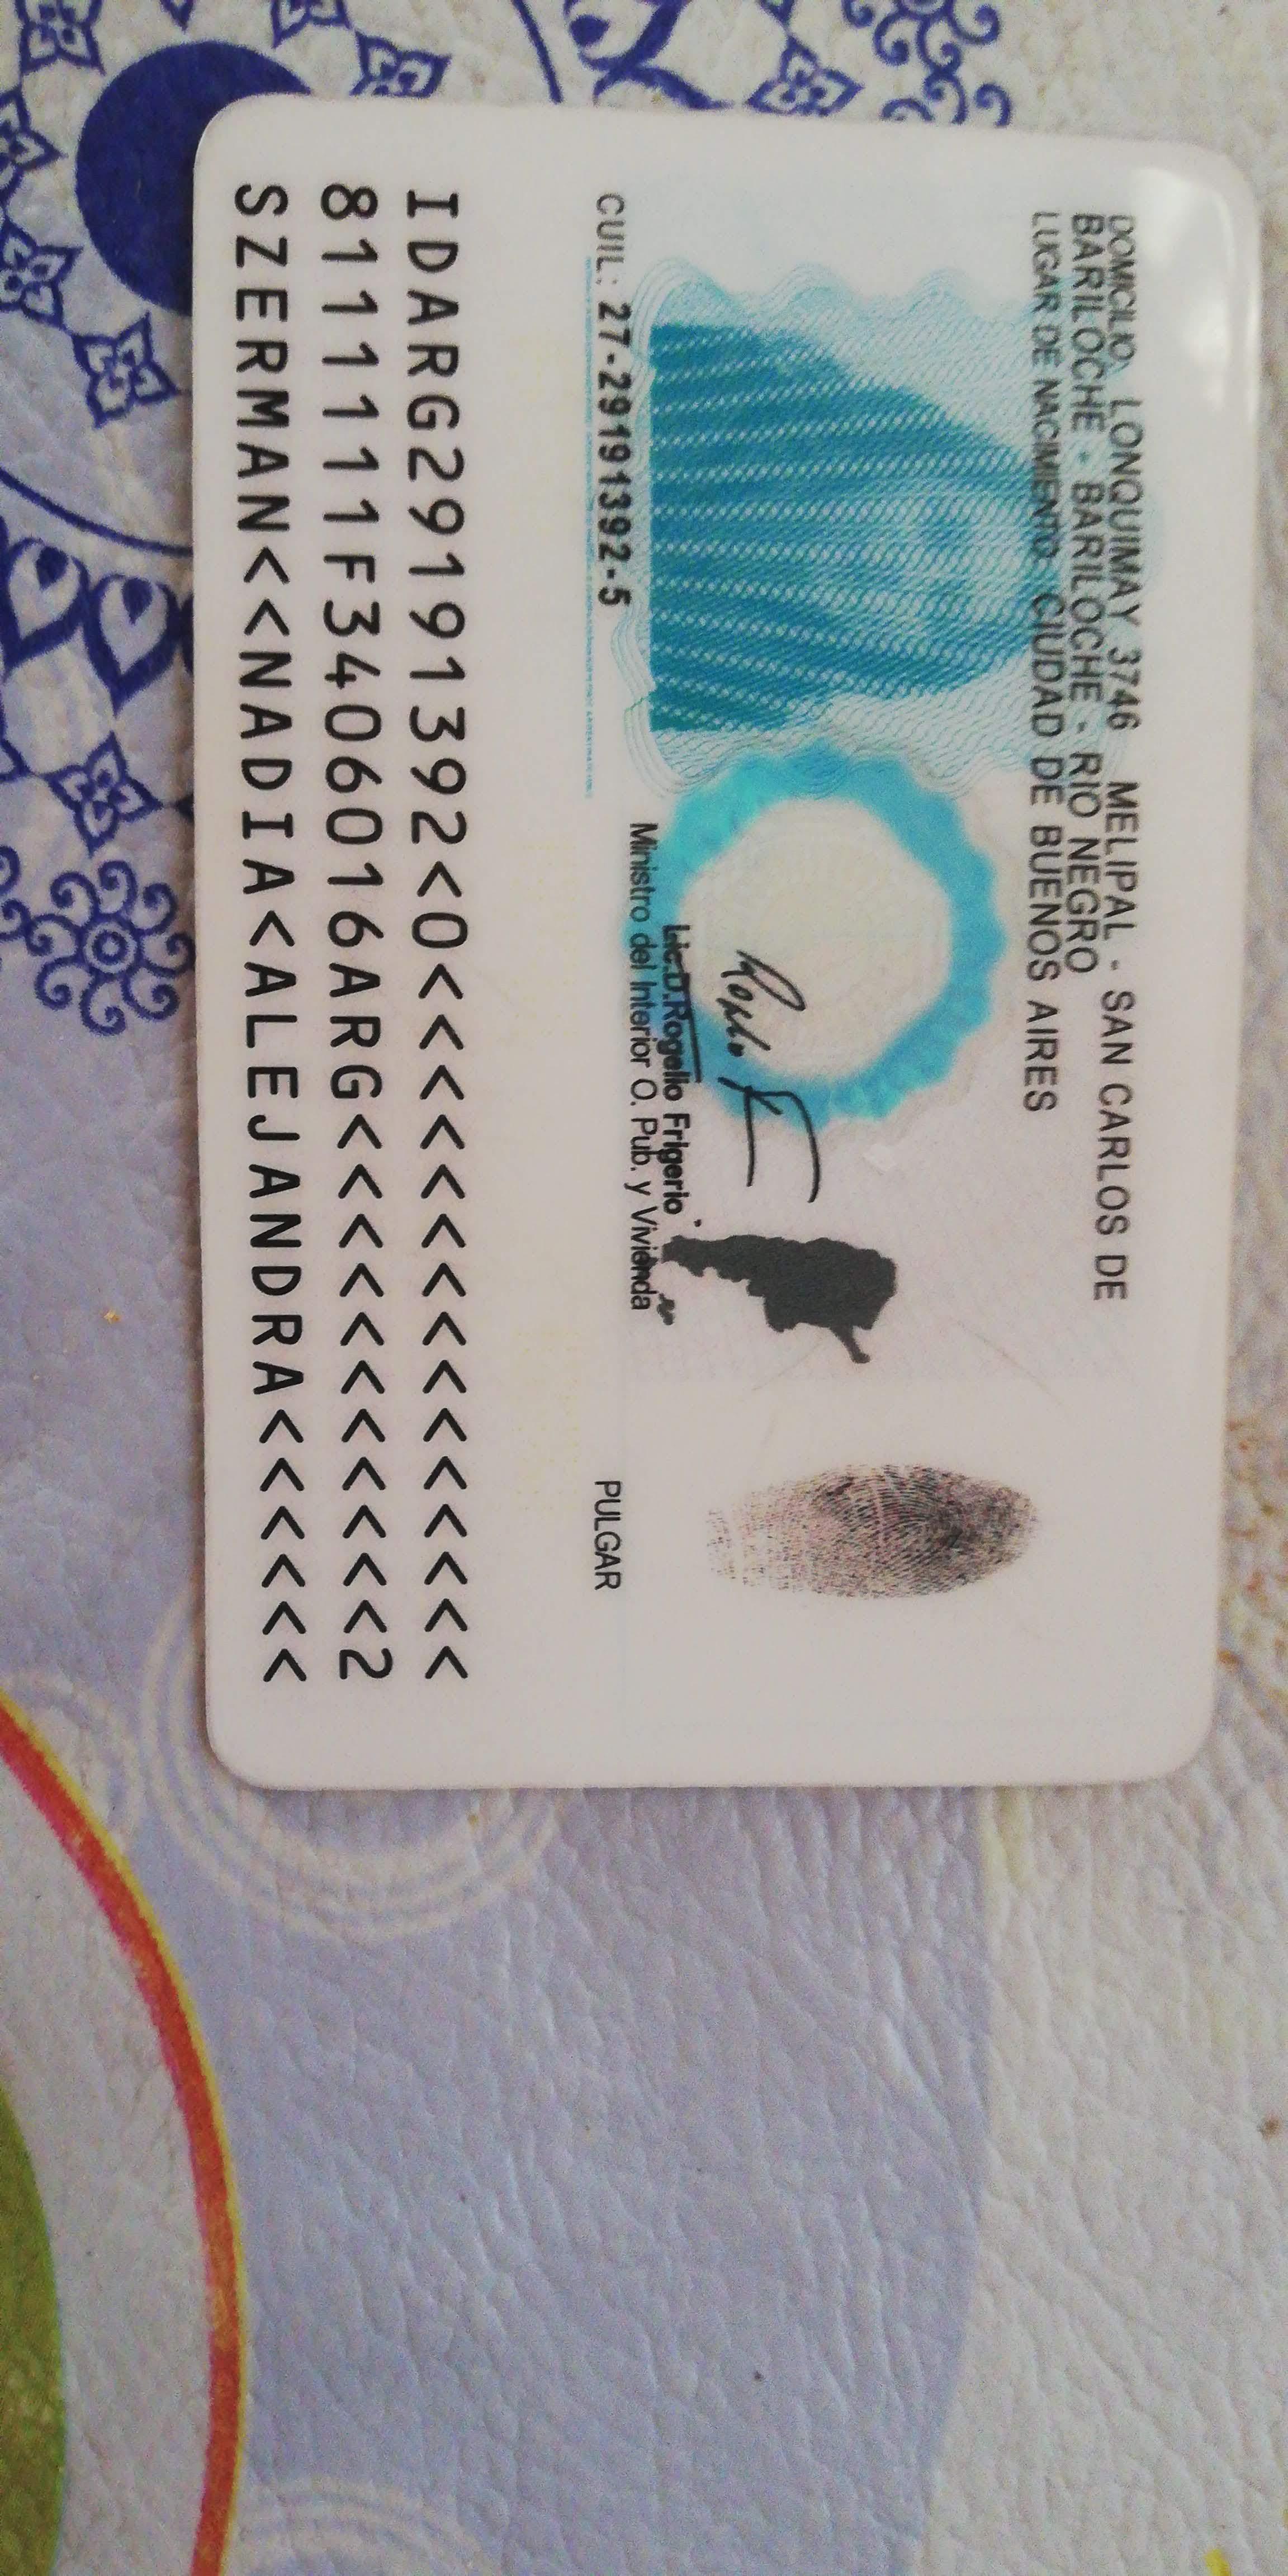 DOMICILIO: LONQUIMAY 3746 MELIPAL - SAN CARLOS DE
BARILOCHE - BARILOCHE - RIO NEGRO
LUGAR DE NACIMIENTO: CIUDAD DE BUENOS AIRES
Lic.D.Rogelio Frigerio
Ministro del Interior O. Pub. y Vivienda
CUIL: 27-29191392-5
PULGAR
IDARG29191392<0<<<<<<<<<<<<<<<
8111111F3406016ARG<<<<<<<<<<<2
SZERMAN<<NADIA<ALEJANDRA<<<<<<